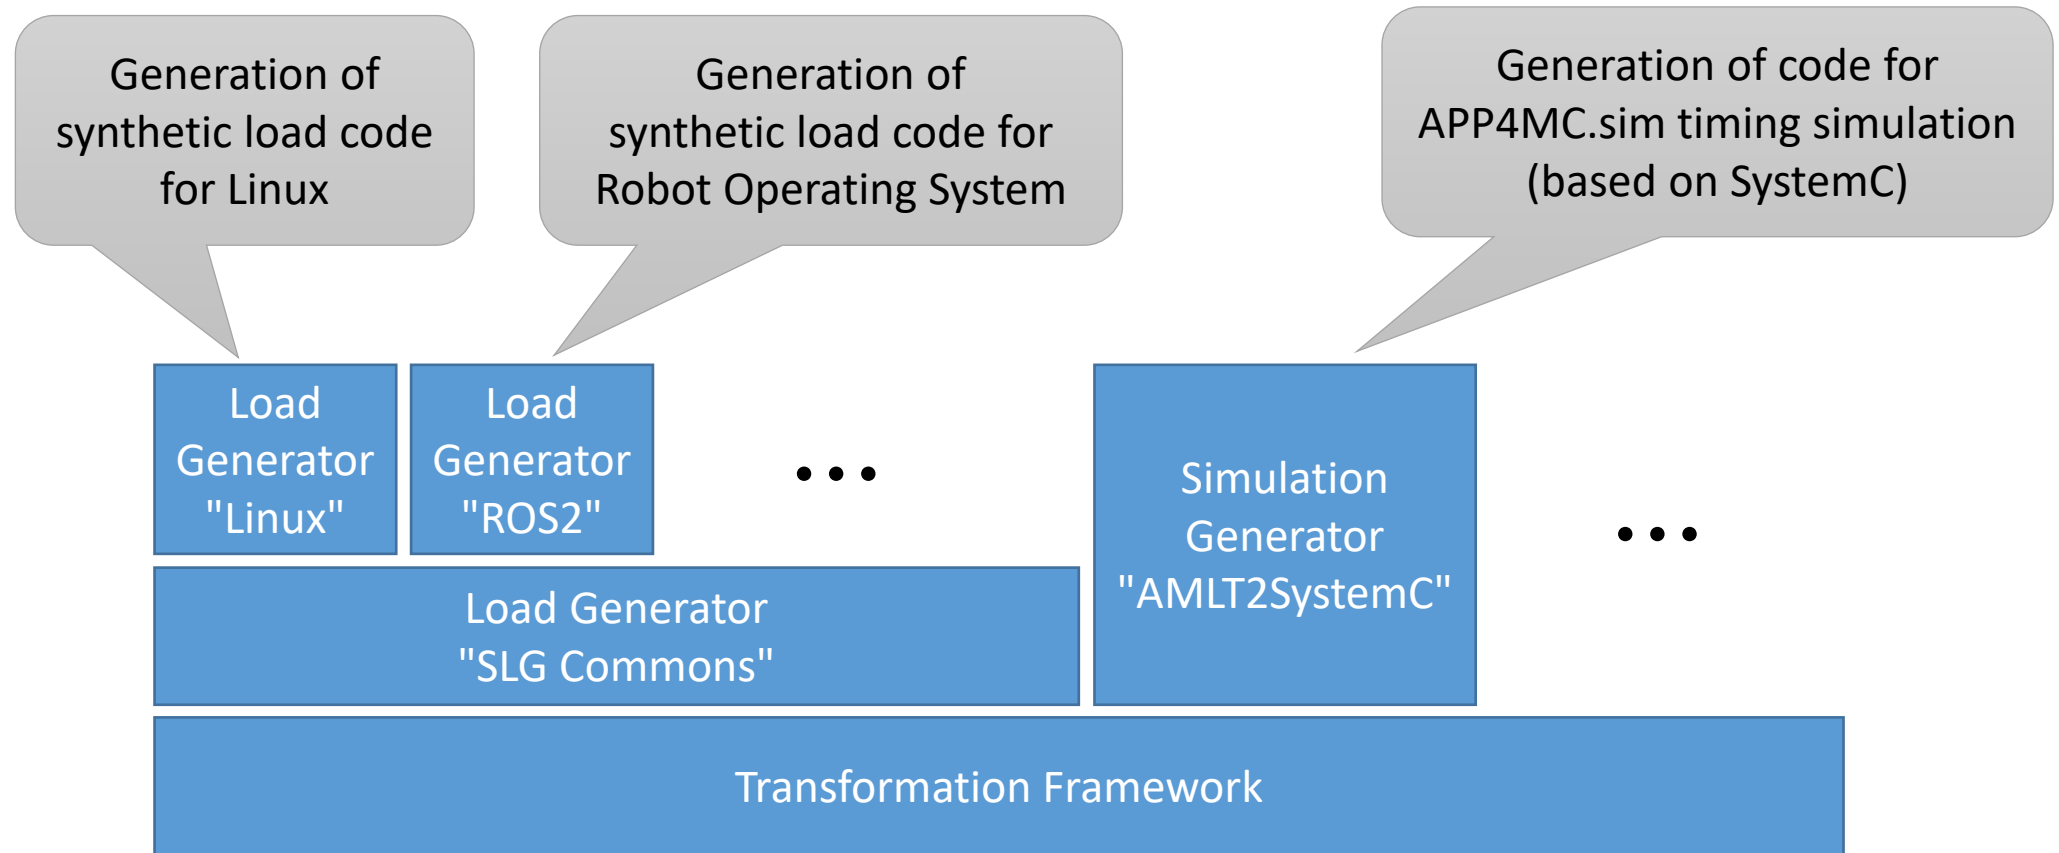 Generation of
synthetic load code
for Linux
Generation of
synthetic load code for
Robot Operating System
Generation of code for
APP4MC.sim timing simulation
(based on SystemC)
Load
Generator
"Linux"
Load
Generator
"ROS2"
...
Simulation
Generator
"AMLT2SystemC"
...
Load Generator
"SLG Commons"
Transformation Framework